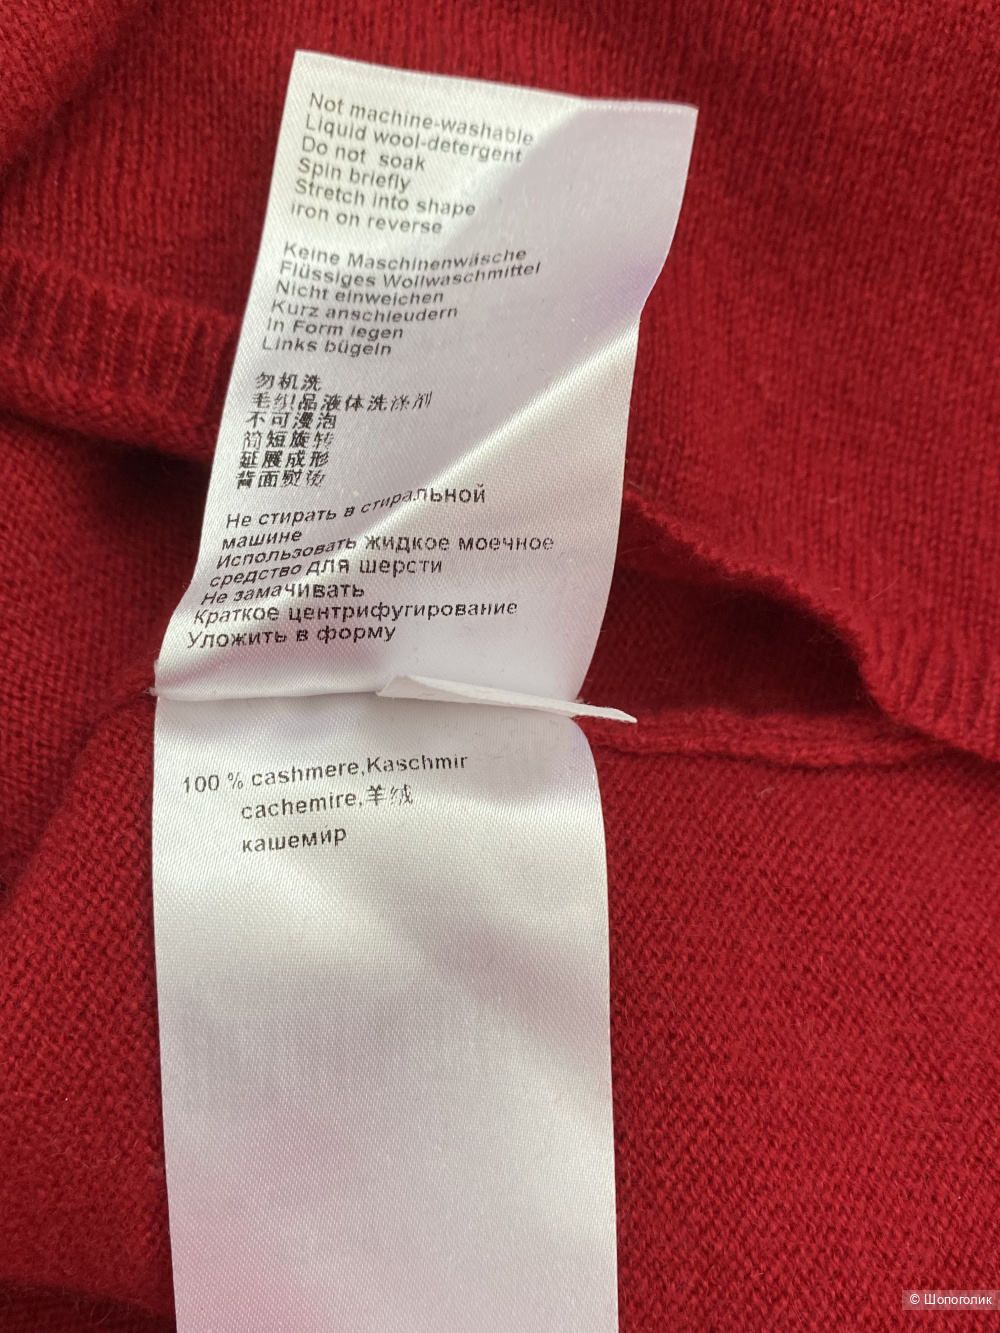 Not machine-washable
Liquid wool-detergent
Do not soak
Spin briefly
Stretch into shape
iron on reverse
Keine Maschinenwäsche
Flüssiges Wollwaschmittel
Nicht einweichen
Kurz anschleudern
In Form legen
Links bügeln
勿机洗
毛织品液体洗涤剂
不可漫泡
简短旋转
延展成形
背面熨烫
Не стирать в стиральной
машине
Использовать жидкое моечное
средство для шерсти
Не замачивать
Краткое центрифугирование
Уложить в форму
100 % cashmere,Kaschmir
cachemire,羊绒
кашемир
© Шопоголик